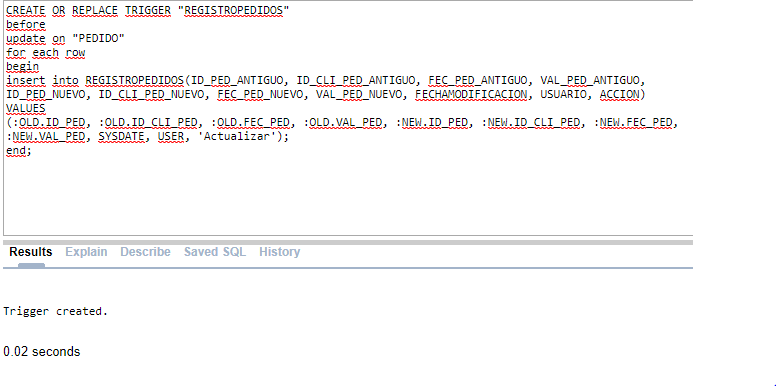 CREATE OR REPLACE TRIGGER "REGISTROPEDIDOS"
before
update on "PEDIDO"
for each row
begin
insert into REGISTROPEDIDOS(ID_PED_ANTIGUO, ID_CLI_PED_ANTIGUO, FEC_PED_ANTIGUO, VAL_PED_ANTIGUO,
ID_PED_NUEVO, ID_CLI_PED_NUEVO, FEC_PED_NUEVO, VAL_PED_NUEVO, FECHAMODIFICACION, USUARIO, ACCION)
VALUES
(:OLD.ID_PED, :OLD.ID_CLI_PED, :OLD.FEC_PED, :OLD.VAL_PED, :NEW.ID_PED, :NEW.ID_CLI_PED, :NEW.FEC_PED,
:NEW.VAL_PED, SYSDATE, USER, 'Actualizar');
end;
Results Explain Describe Saved SQL History
Trigger created.
0.02 seconds